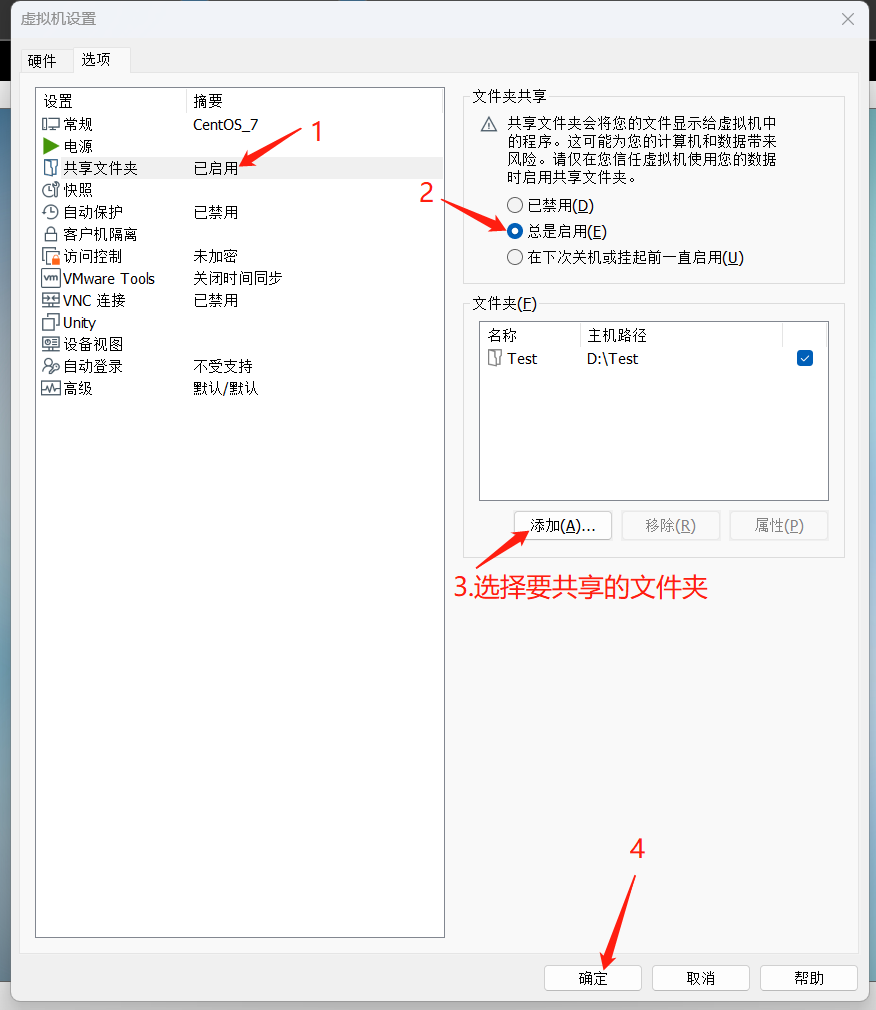 虚拟机设置
硬件 选项
设置 摘要
常规 CentOS_7
电源
共享文件夹 已启用
快照
自动保护 已禁用
客户机隔离
访问控制 未加密
vm VMware Tools 关闭时间同步
VNC 连接 已禁用
Unity
设备视图
自动登录 不受支持
高级 默认/默认
1
文件夹共享
共享文件夹会将您的文件显示给虚拟机中
的程序。这可能为您的计算机和数据带来
风险。请仅在您信任虚拟机使用您的数据
时启用共享文件夹。
2
已禁用(D)
总是启用(E)
在下次关机或挂起前一直启用(U)
文件夹(F)
名称 主机路径
Test D:\Test
添加(A)... 移除(R) 属性(P)
3.选择要共享的文件夹
4
确定 取消 帮助